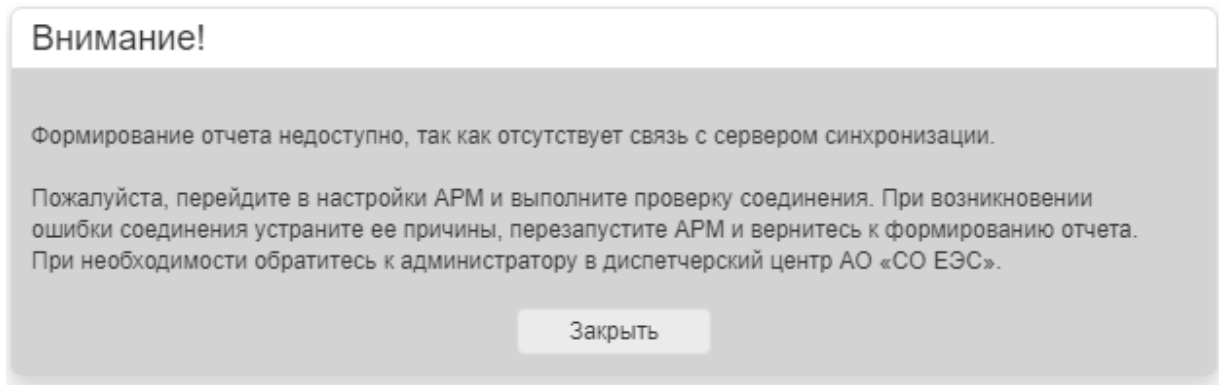 Внимание!
Формирование отчета недоступно, так как отсутствует связь с сервером синхронизации.
Пожалуйста, перейдите в настройки АРМ и выполните проверку соединения. При возникновении
ошибки соединения устраните ее причины, перезапустите АРМ и вернитесь к формированию отчета.
При необходимости обратитесь к администратору в диспетчерский центр АО «СО ЕЭС».
Закрыть